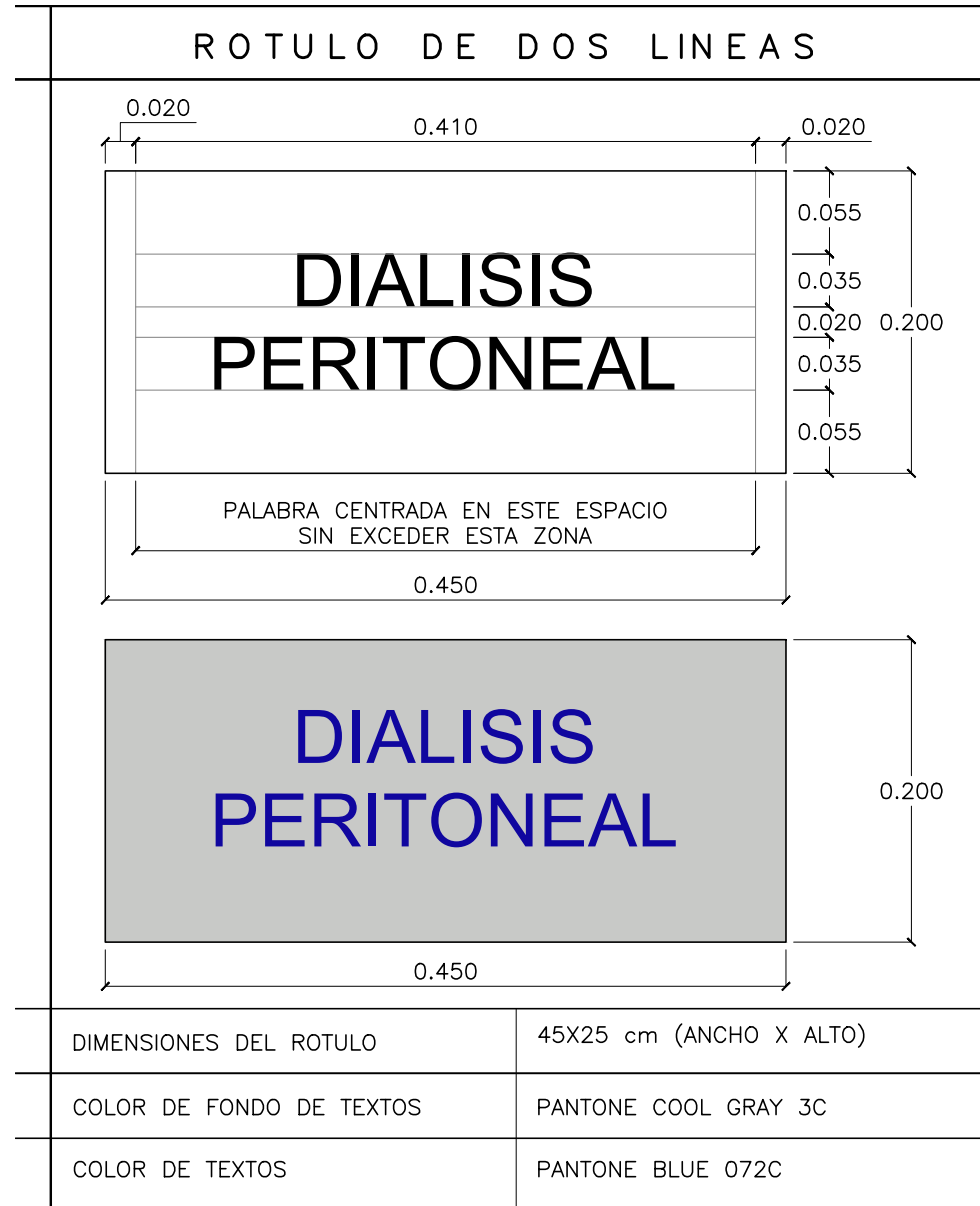 ROTULO DE DOS LINEAS
0.020
0.410
0.020
0.055
DIALISIS
0.035
0.020
0.200
PERITONEAL
0.035
0.055
PALABRA CENTRADA EN ESTE ESPACIO
SIN EXCEDER ESTA ZONA
0.450
DIALISIS
PERITONEAL
0.200
0.450
DIMENSIONES DEL ROTULO
45X25 cm (ANCHO X ALTO)
COLOR DE FONDO DE TEXTOS
PANTONE COOL GRAY 3C
COLOR DE TEXTOS
PANTONE BLUE 072C